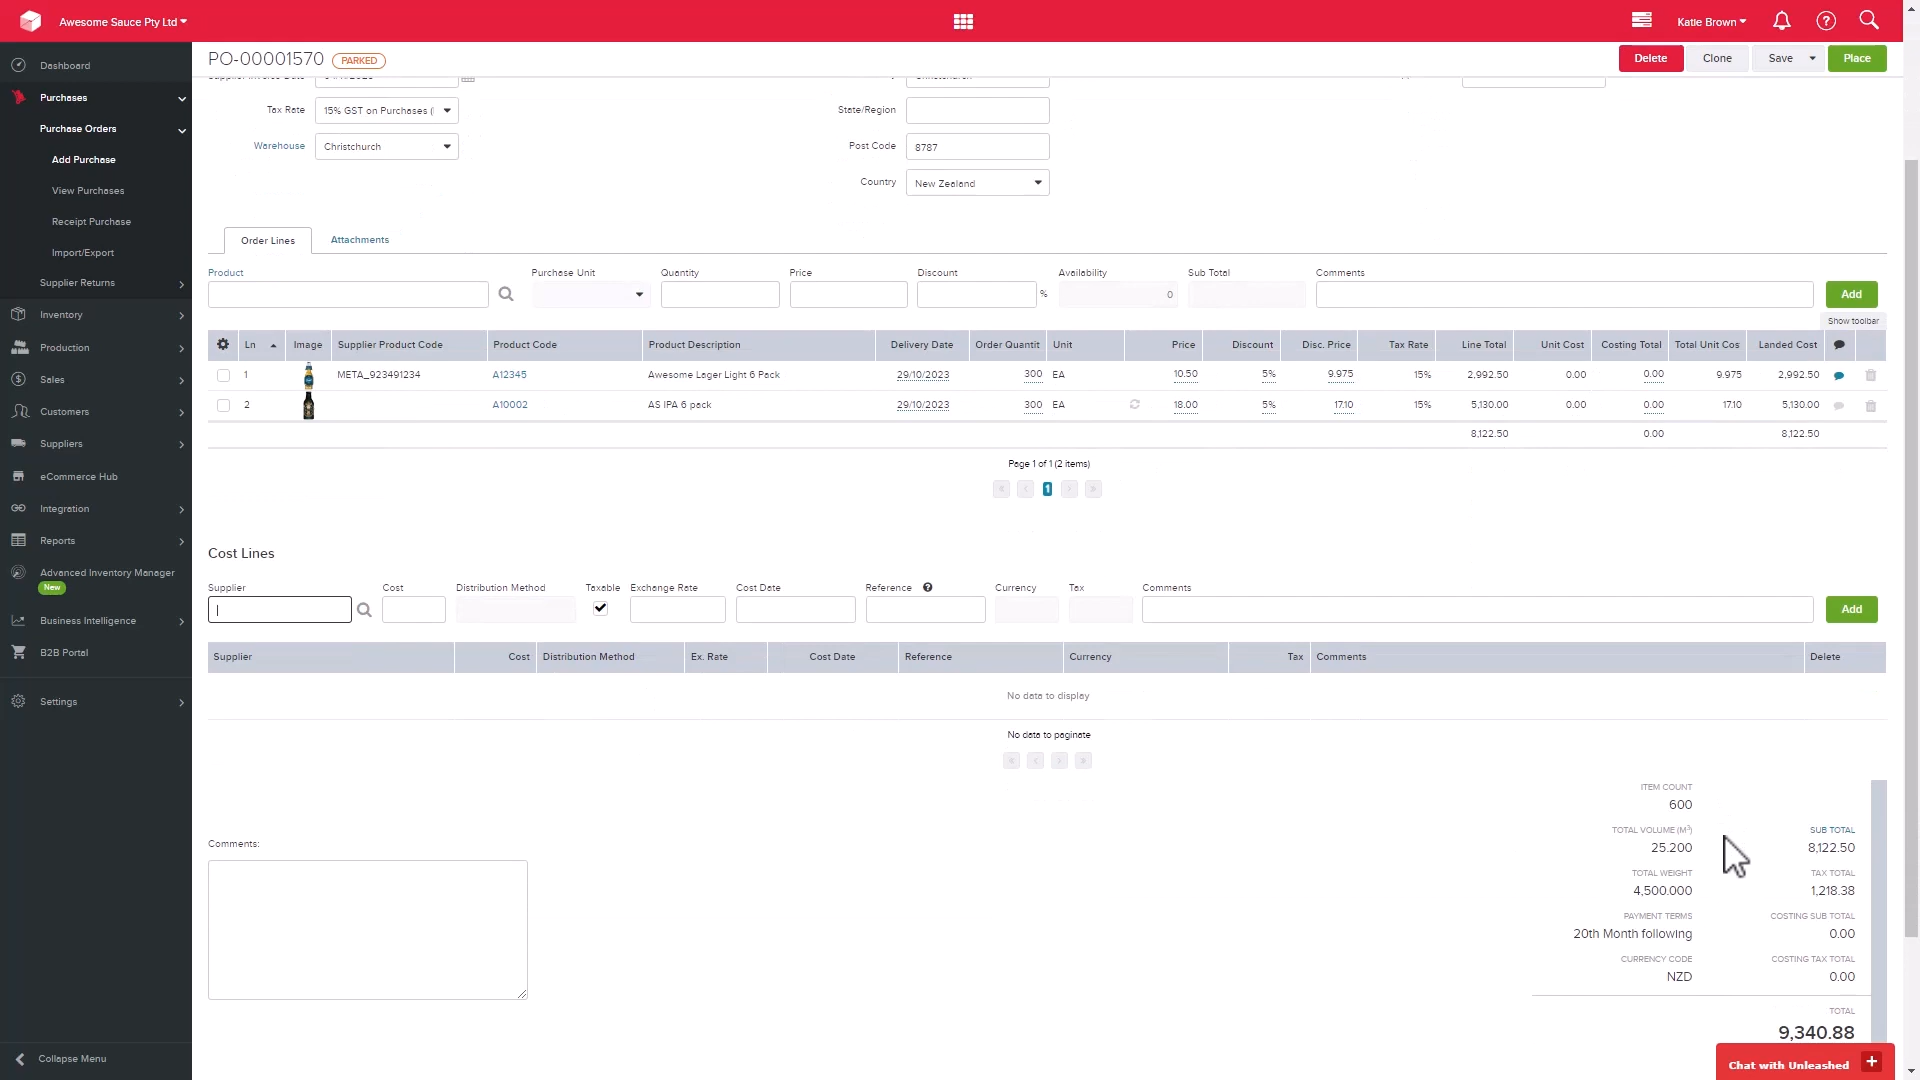 Awesome Sauce Pty Ltd
Katie Brown
PO-00001570 PARKED
Delete Clone Save Place
Dashboard
Purchases
Purchase Orders
Add Purchase
View Purchases
Receipt Purchase
Import/Export
Supplier Returns
Inventory
Production
Sales
Customers
Suppliers
eCommerce Hub
Integration
Reports
Advanced Inventory Manager
New
Business Intelligence
B2B Portal
Settings
Collapse Menu
Tax Rate 15% GST on Purchases (
State/Region
Warehouse Christchurch
Post Code 8787
Country New Zealand
Order Lines Attachments
Product Purchase Unit Quantity Price Discount Availability Sub Total Comments
% 0 Add
Show toolbar
Ln Image Supplier Product Code Product Code Product Description Delivery Date Order Quantit Unit Price Discount Disc. Price Tax Rate Line Total Unit Cost Costing Total Total Unit Cos Landed Cost
1 META_923491234 A12345 Awesome Lager Light 6 Pack 29/10/2023 300 EA 10.50 5% 9.975 15% 2,992.50 0.00 0.00 9.975 2,992.50
2 A10002 AS IPA 6 pack 29/10/2023 300 EA 18.00 5% 17.10 15% 5,130.00 0.00 0.00 17.10 5,130.00
8,122.50 0.00 8,122.50
Page 1 of 1 (2 items)
« ‹ 1 › »
Cost Lines
Supplier Cost Distribution Method Taxable Exchange Rate Cost Date Reference Currency Tax Comments
Add
Supplier Cost Distribution Method Ex. Rate Cost Date Reference Currency Tax Comments Delete
No data to display
No data to paginate
« ‹ › »
Comments:
ITEM COUNT
600
TOTAL VOLUME (M³) SUB TOTAL
25.200 8,122.50
TOTAL WEIGHT TAX TOTAL
4,500.000 1,218.38
PAYMENT TERMS COSTING SUB TOTAL
20th Month following 0.00
CURRENCY CODE COSTING TAX TOTAL
NZD 0.00
TOTAL
9,340.88
Chat with Unleashed +